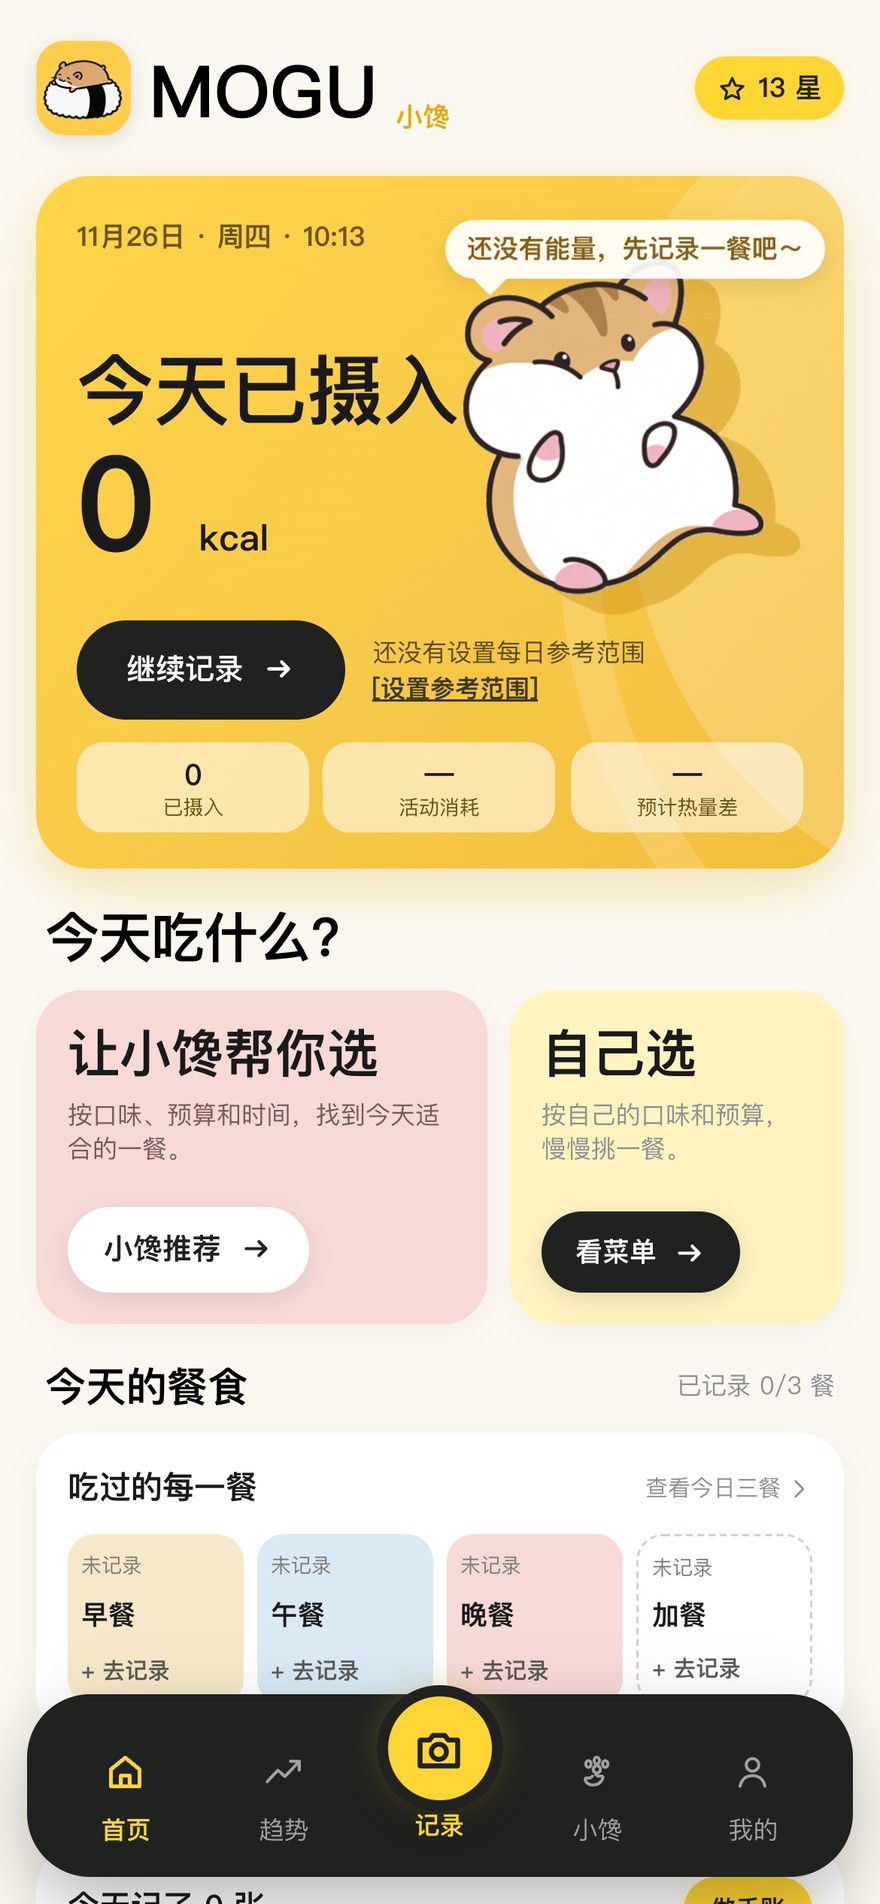 MOGU 小馋
13 星
11月26日 · 周四 · 10:13
还没有能量，先记录一餐吧～
今天已摄入
0 kcal
继续记录 →
还没有设置每日参考范围
[设置参考范围]
0
已摄入
—
活动消耗
—
预计热量差
今天吃什么?
让小馋帮你选
按口味、预算和时间，找到今天适
合的一餐。
小馋推荐 →
自己选
按自己的口味和预算，
慢慢挑一餐。
看菜单 →
今天的餐食
已记录 0/3 餐
吃过的每一餐
查看今日三餐 >
未记录
早餐
+ 去记录
未记录
午餐
+ 去记录
未记录
晚餐
+ 去记录
未记录
加餐
+ 去记录
首页
趋势
记录
小馋
我的
今天记了 0 张